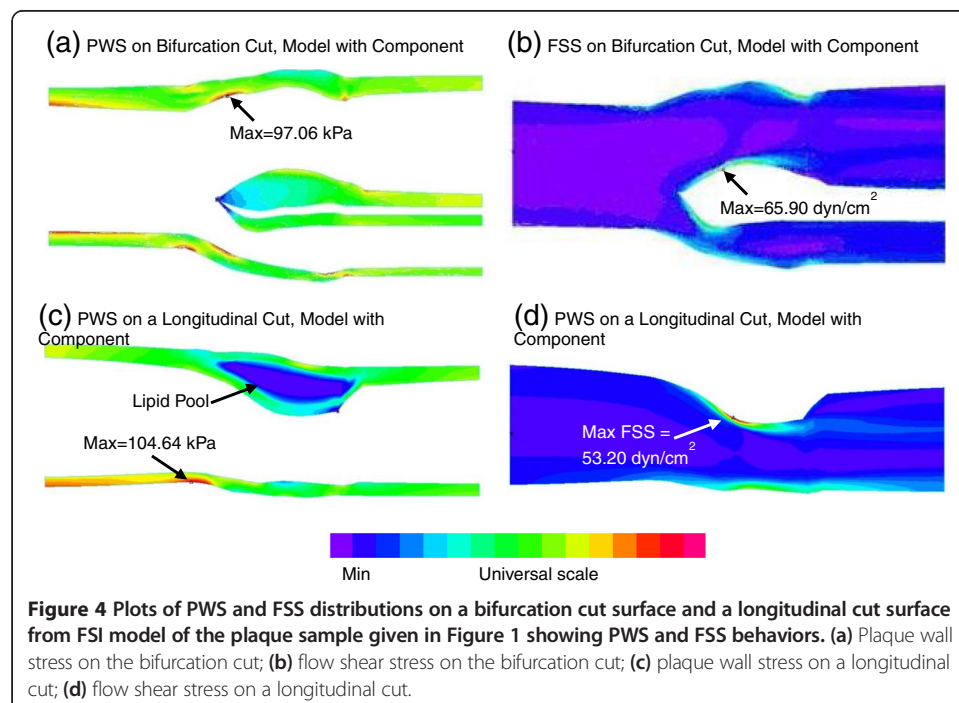 (a) PWS on Bifurcation Cut, Model with Component
(b) FSS on Bifurcation Cut, Model with Component
Max=97.06 kPa
Max=65.90 dyn/cm²
(c) PWS on a Longitudinal Cut, Model with
Component
(d) PWS on a Longitudinal Cut, Model with
Component
Lipid Pool
Max=104.64 kPa
Max FSS =
53.20 dyn/cm²
Min
Universal scale
Figure 4 Plots of PWS and FSS distributions on a bifurcation cut surface and a longitudinal cut surface
from FSI model of the plaque sample given in Figure 1 showing PWS and FSS behaviors. (a) Plaque wall
stress on the bifurcation cut; (b) flow shear stress on the bifurcation cut; (c) plaque wall stress on a longitudinal
cut; (d) flow shear stress on a longitudinal cut.